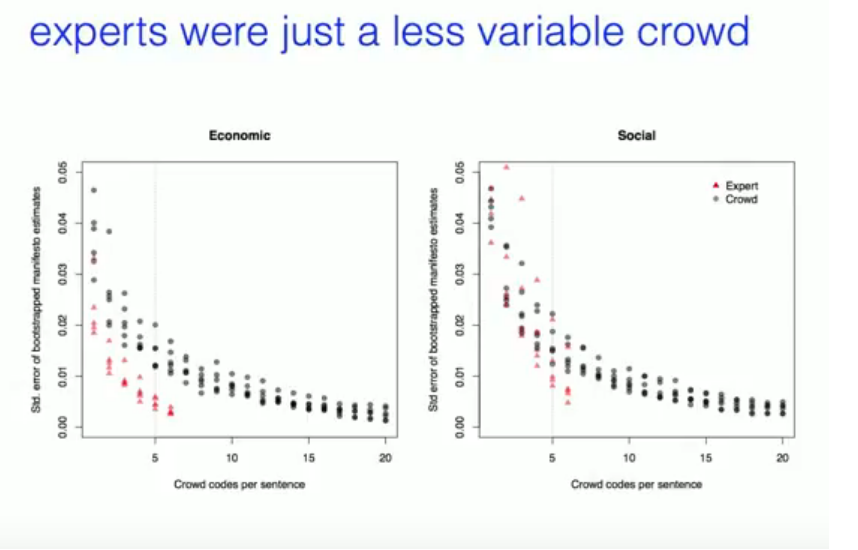 experts were just a less variable crowd
Economic
Std. error of bootstrapped manifesto estimates
0.05
0.04
0.03
0.02
0.01
0.00
5
10
15
20
Crowd codes per sentence
Social
Std error of bootstrapped manifesto estimates
0.05
0.04
0.03
0.02
0.01
0.00
Expert
Crowd
5
10
15
20
Crowd codes per sentence